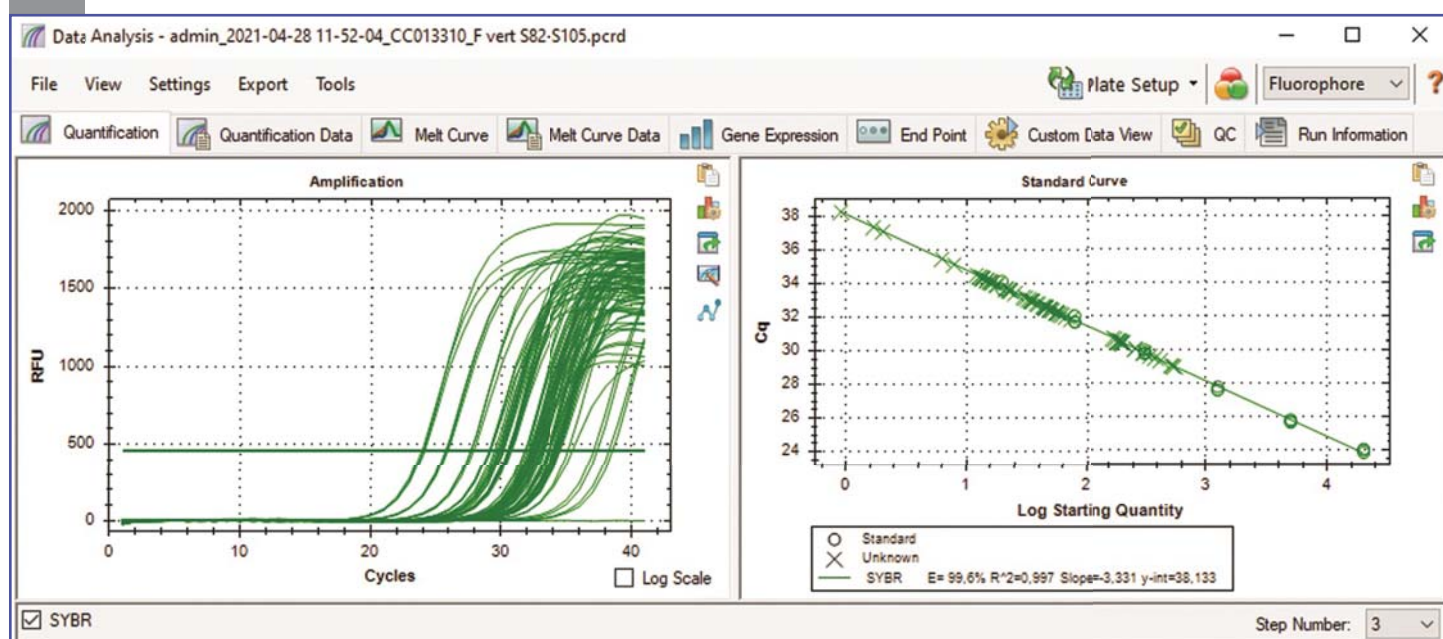 Data Analysis - admin_2021-04-28 11-52-04_CC013310_F vert S82-S105.pcrd
File View Settings Export Tools Plate Setup Fluorophore ?
Quantification Quantification Data Melt Curve Melt Curve Data Gene Expression End Point Custom Data View QC Run Information
Amplification
2000
1500
1000
500
0
RFU
0 10 20 30 40
Cycles
Log Scale
Standard Curve
38
36
34
32
30
28
26
24
Cq
0 1 2 3 4
Log Starting Quantity
Standard
Unknown
SYBR E= 99,6% R^2=0,997 Slope=-3,331 y-int=38,133
SYBR
Step Number: 3